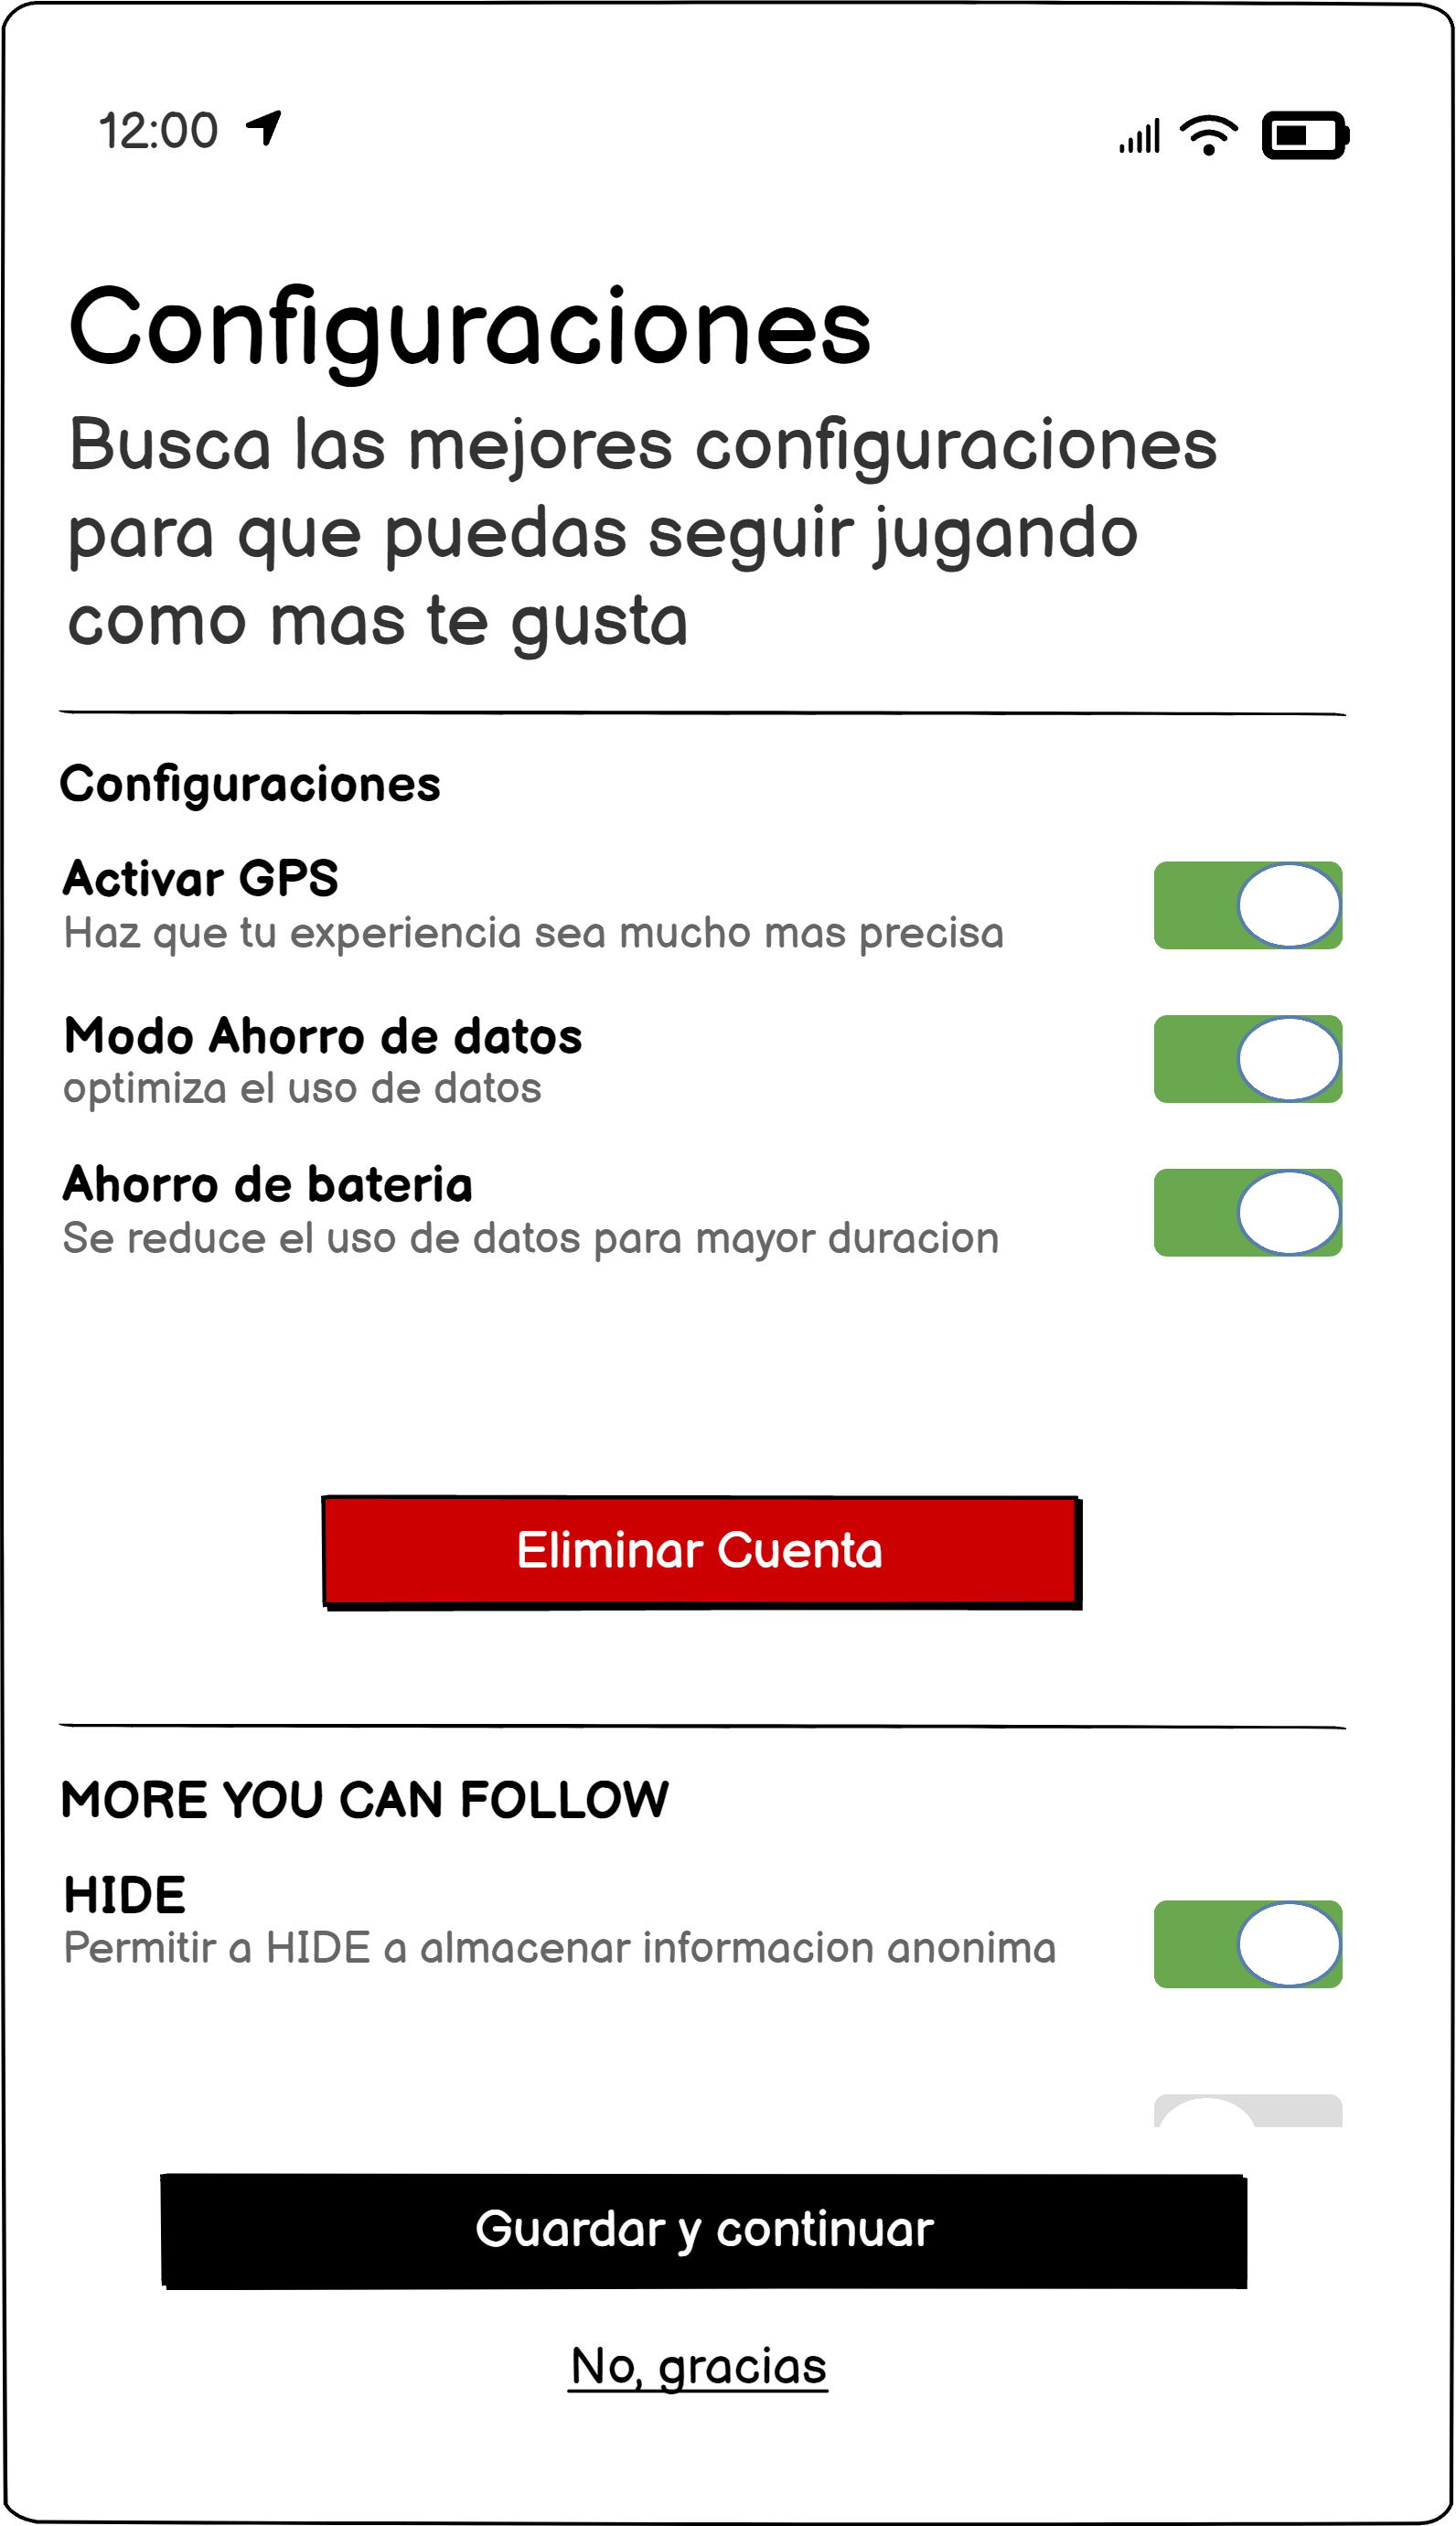 12:00
Configuraciones
Busca las mejores configuraciones
para que puedas seguir jugando
como mas te gusta
Configuraciones
Activar GPS
Haz que tu experiencia sea mucho mas precisa
Modo Ahorro de datos
optimiza el uso de datos
Ahorro de bateria
Se reduce el uso de datos para mayor duracion
Eliminar Cuenta
MORE YOU CAN FOLLOW
HIDE
Permitir a HIDE a almacenar informacion anonima
Guardar y continuar
No, gracias